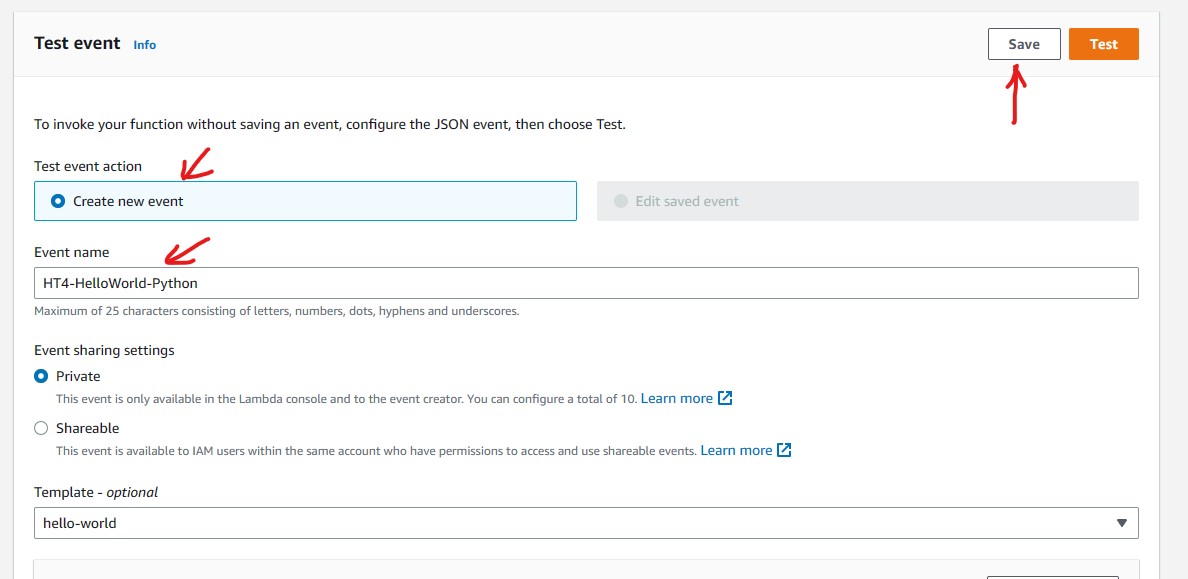 Test event Info
Save Test
To invoke your function without saving an event, configure the JSON event, then choose Test.
Test event action
Create new event
Edit saved event
Event name
HT4-HelloWorld-Python
Maximum of 25 characters consisting of letters, numbers, dots, hyphens and underscores.
Event sharing settings
Private
This event is only available in the Lambda console and to the event creator. You can configure a total of 10. Learn more
Shareable
This event is available to IAM users within the same account who have permissions to access and use shareable events. Learn more
Template - optional
hello-world